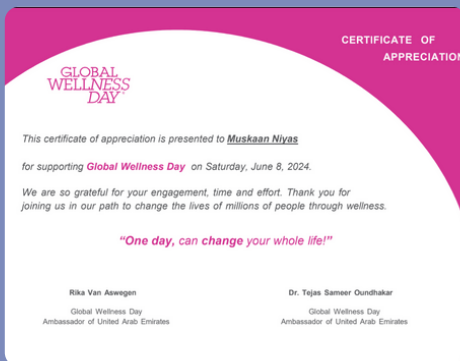 CERTIFICATE OF
APPRECIATION
GLOBAL
WELLNESS
DAY
This certificate of appreciation is presented to Muskaan Niyas
for supporting Global Wellness Day on Saturday, June 8, 2024.
We are so grateful for your engagement, time and effort. Thank you for
joining us in our path to change the lives of millions of people through wellness.
“One day, can change your whole life!”
Rika Van Aswegen
Global Wellness Day
Ambassador of United Arab Emirates
Dr. Tejas Sameer Oundhakar
Global Wellness Day
Ambassador of United Arab Emirates